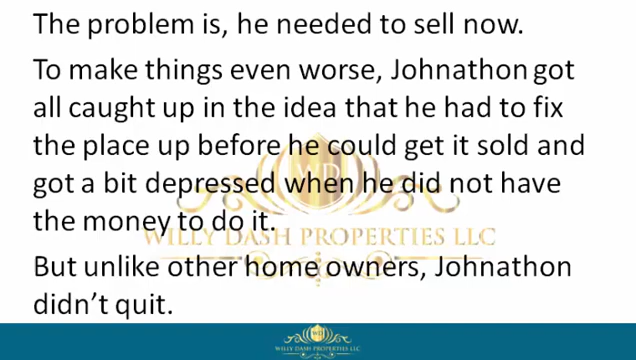 The problem is, he needed to sell now.
To make things even worse, Johnathon got
all caught up in the idea that he had to fix
the place up before he could get it sold and
got a bit depressed when he did not have
the money to do it.
WILLY DASH PROPERTIES LLC
But unlike other home owners, Johnathon
didn't quit.
WILLY DASH PROPERTIES LLC